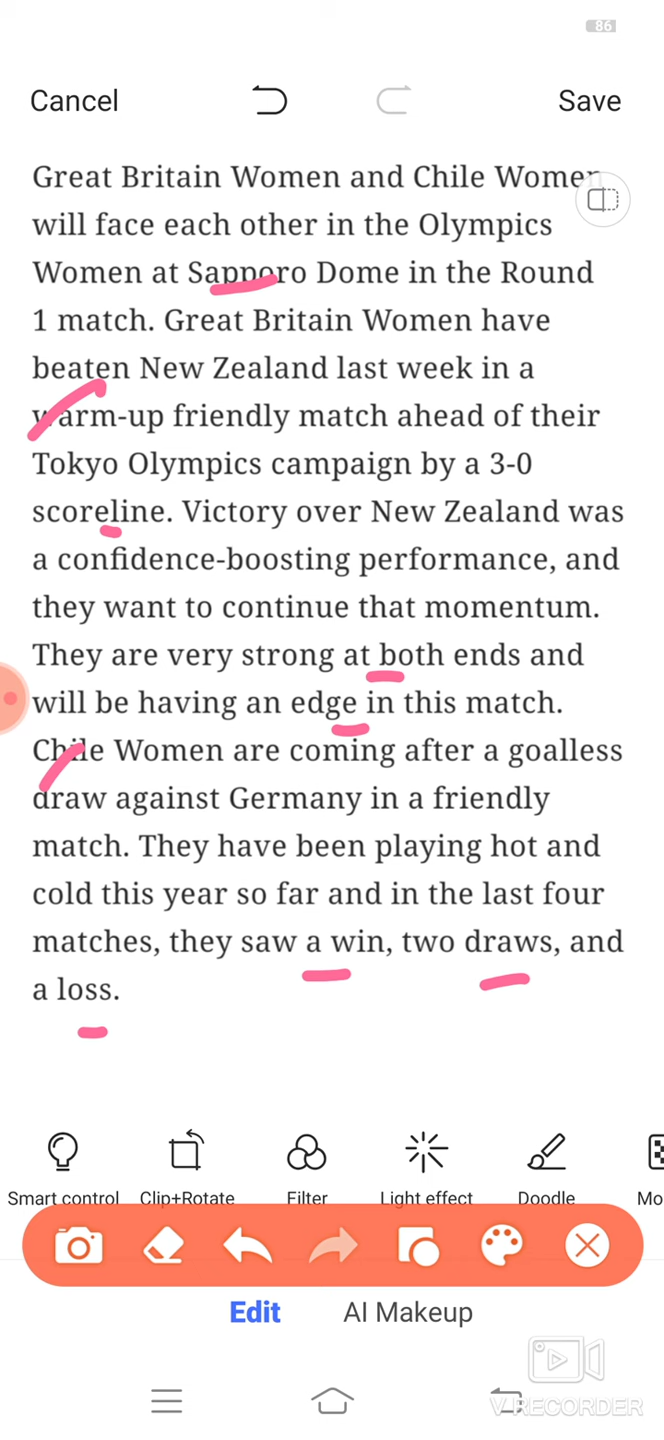 86
Cancel
Save
Great Britain Women and Chile Women
will face each other in the Olympics
Women at Sapporo Dome in the Round
1 match. Great Britain Women have
beaten New Zealand last week in a
warm-up friendly match ahead of their
Tokyo Olympics campaign by a 3-0
scoreline. Victory over New Zealand was
a confidence-boosting performance, and
they want to continue that momentum.
They are very strong at both ends and
will be having an edge in this match.
Chile Women are coming after a goalless
draw against Germany in a friendly
match. They have been playing hot and
cold this year so far and in the last four
matches, they saw a win, two draws, and
a loss.
Smart control Clip+Rotate Filter Light effect Doodle Mo
Edit AI Makeup
V RECORDER